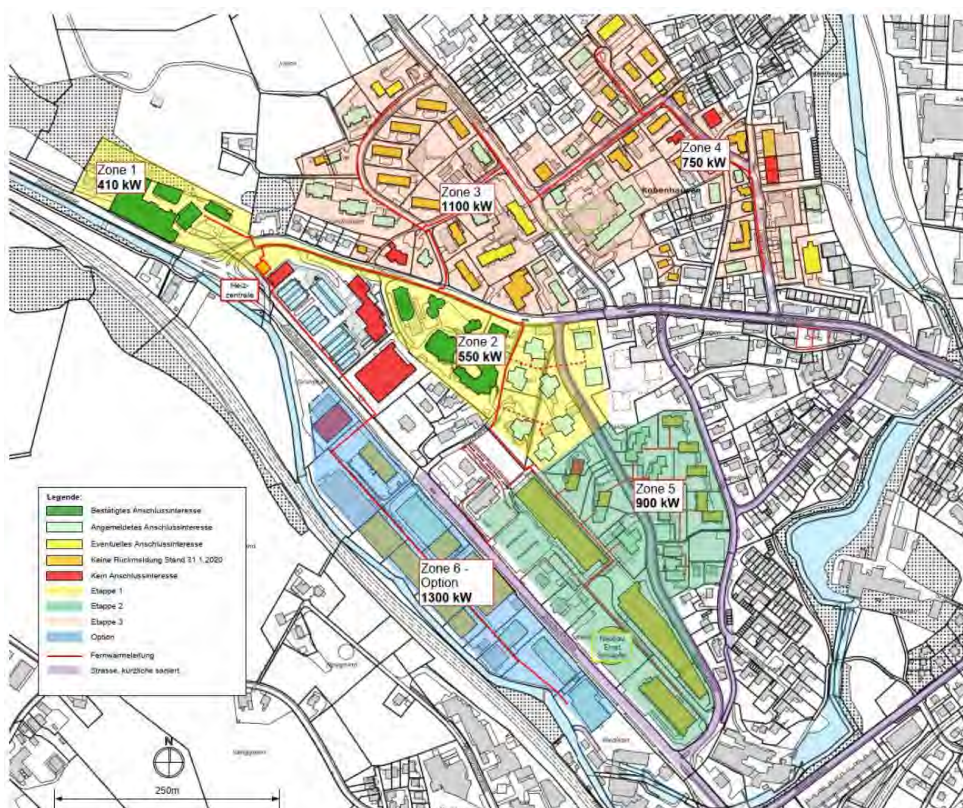 Zone 1
410 kW
Zone 4
750 kW
Zone 3
1100 kW
Kobenhausen
Heiz-
zentrale
Zone 2
550 kW
Zone 5
900 kW
Zone 6 -
Option
1300 kW
Legende:
Bestätigtes Anschlussinteresse
Angemeldetes Anschlussinteresse
Eventuelles Anschlussinteresse
Keine Rückmeldung Stand 31.1.2020
Kein Anschlussinteresse
Etappe 1
Etappe 2
Etappe 3
Option
Fernwärmeleitung
Strasse, kürzliche saniert
N
250m